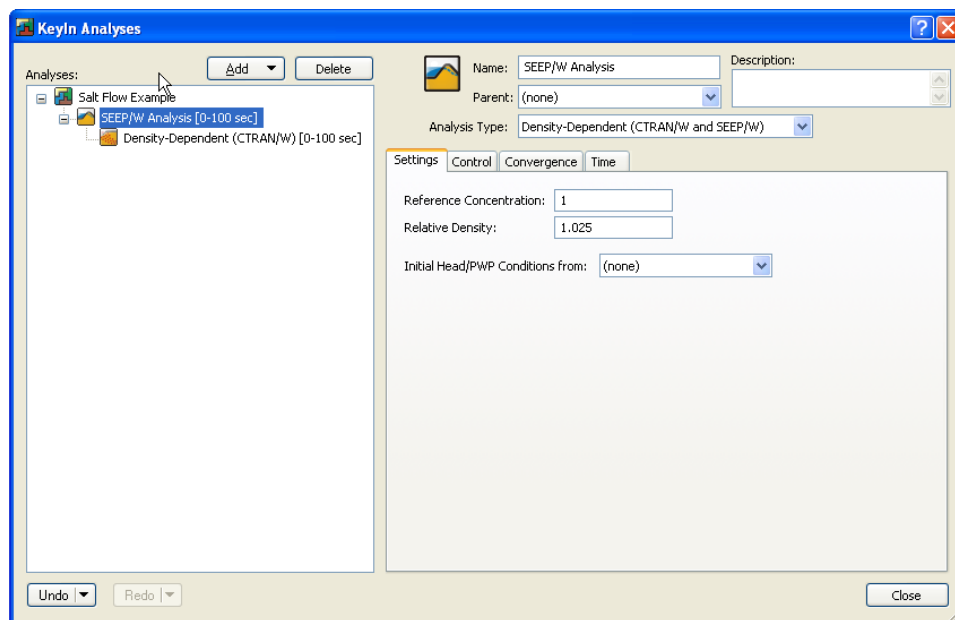 KeyIn Analyses
Analyses:
Add
Delete
Salt Flow Example
SEEP/W Analysis [0-100 sec]
Density-Dependent (CTRAN/W) [0-100 sec]
Name: SEEP/W Analysis
Description:
Parent: (none)
Analysis Type: Density-Dependent (CTRAN/W and SEEP/W)
Settings Control Convergence Time
Reference Concentration: 1
Relative Density: 1.025
Initial Head/PWP Conditions from: (none)
Undo
Redo
Close